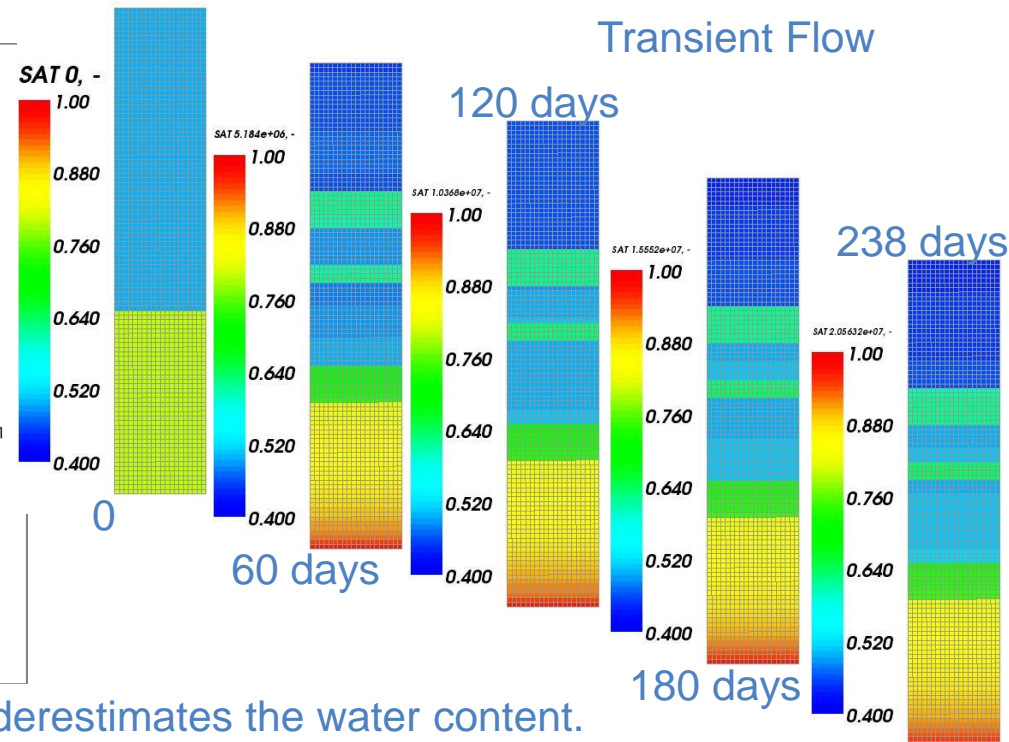 Transient Flow
SAT 0, -
1.00
0.880
0.760
0.640
0.520
0.400
0
SAT 5.184e+06, -
1.00
0.880
0.760
0.640
0.520
0.400
60 days
120 days
SAT 1.0368e+07, -
1.00
0.880
0.760
0.640
0.520
0.400
SAT 1.5552e+07, -
1.00
0.880
0.760
0.640
0.520
0.400
180 days
238 days
SAT 2.05632e+07, -
1.00
0.880
0.760
0.640
0.520
0.400
derestimates the water content.